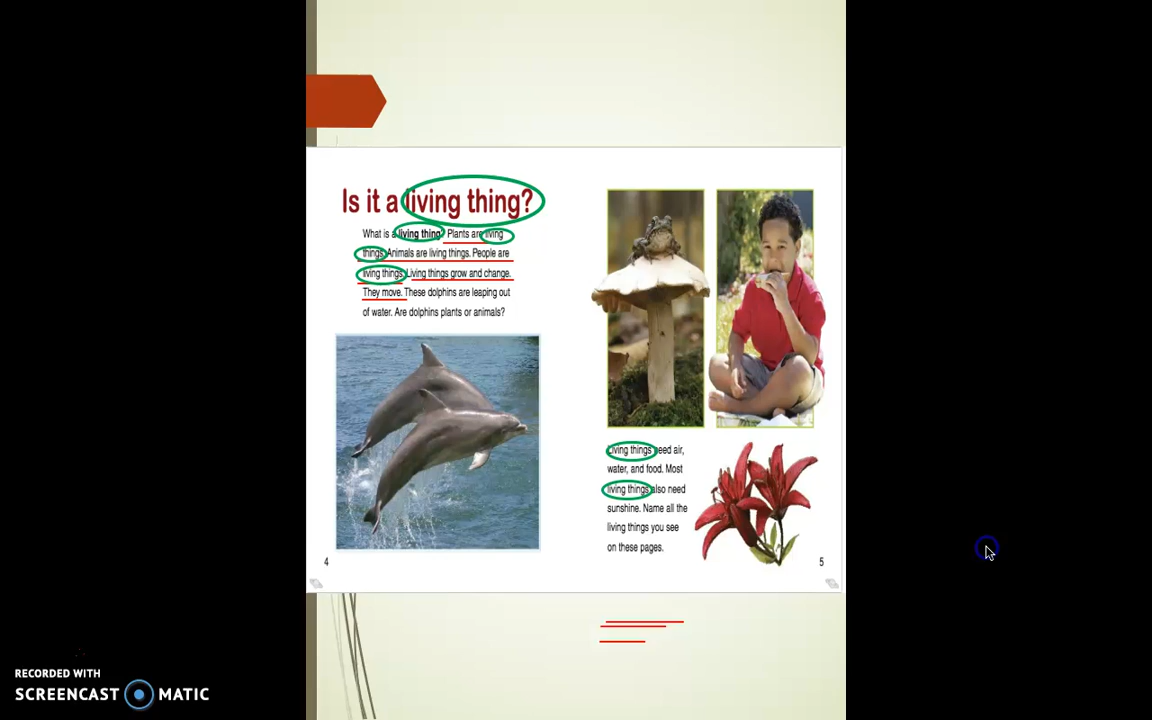 Is it a living thing?
What is a living thing? Plants are living
things. Animals are living things. People are
living things. Living things grow and change.
They move. These dolphins are leaping out
of water. Are dolphins plants or animals?
4
Living things need air,
water, and food. Most
living things also need
sunshine. Name all the
living things you see
on these pages.
5
RECORDED WITH
SCREENCAST MATIC